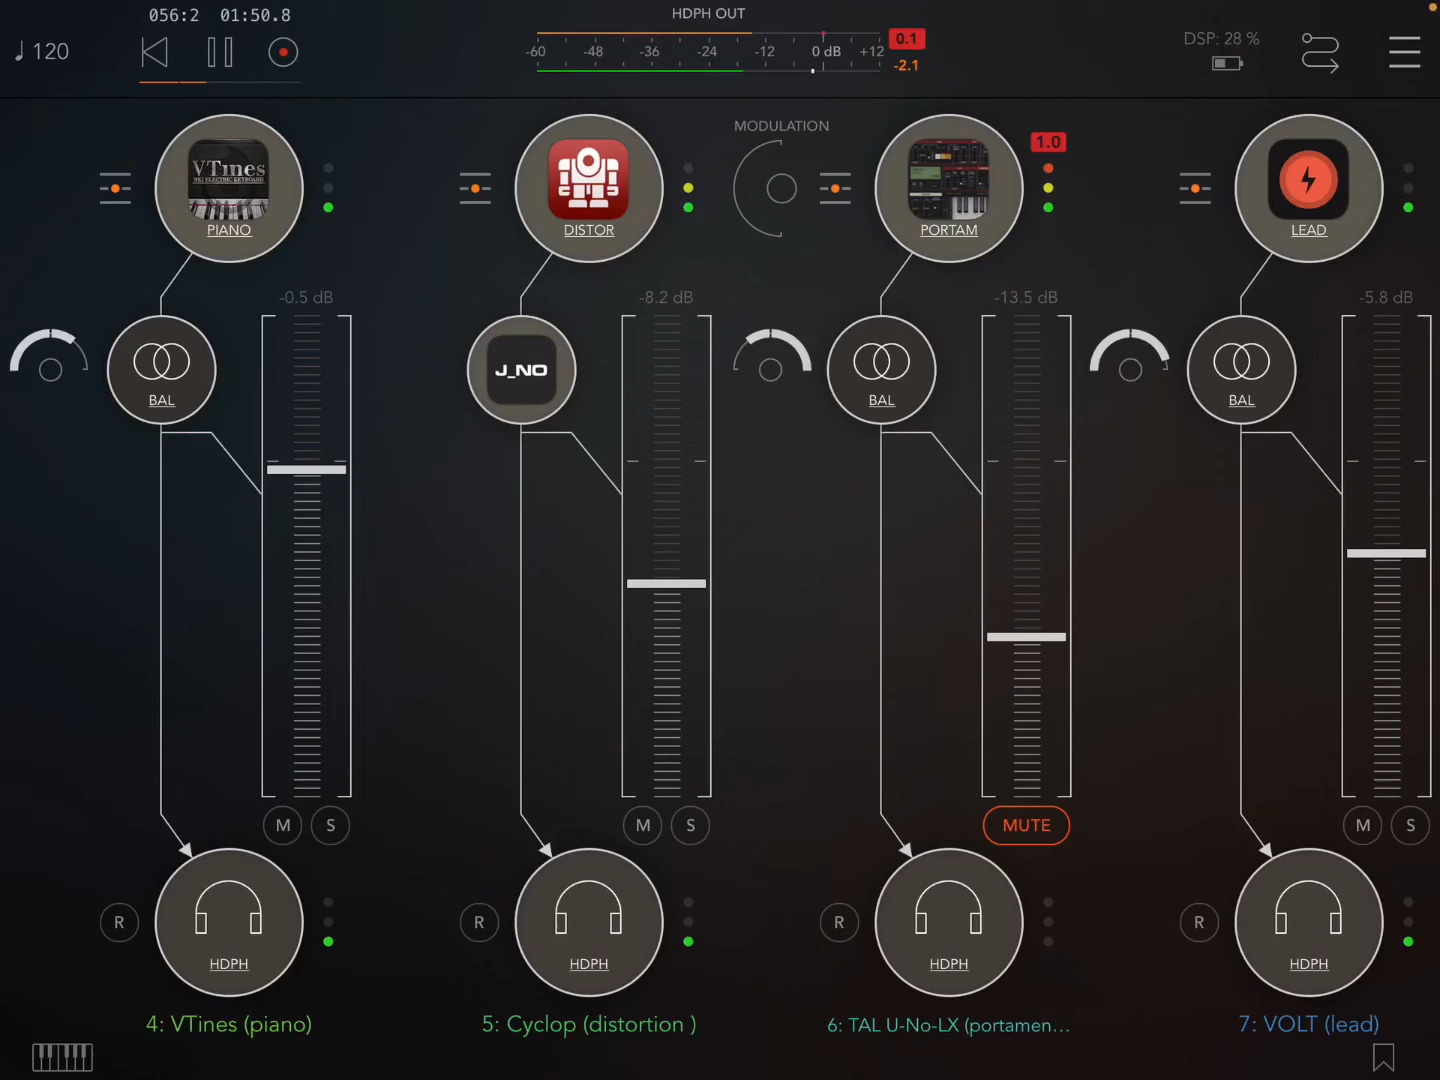 056:2 01:50.8
♩ 120
HDPH OUT
-60 -48 -36 -24 -12 0 dB +12
0.1
-2.1
DSP: 28 %
MODULATION
VTines
MKI ELECTRIC KEYBOARD
PIANO
DISTOR
PORTAM
1.0
LEAD
-0.5 dB
-8.2 dB
-13.5 dB
-5.8 dB
BAL
J_NO
BAL
BAL
M S
M S
MUTE
M S
R
HDPH
R
HDPH
R
HDPH
R
HDPH
4: VTines (piano)
5: Cyclop (distortion )
6: TAL U-No-LX (portamen...
7: VOLT (lead)